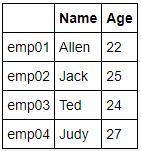 Name Age
emp01 Allen 22
emp02 Jack 25
emp03 Ted 24
emp04 Judy 27